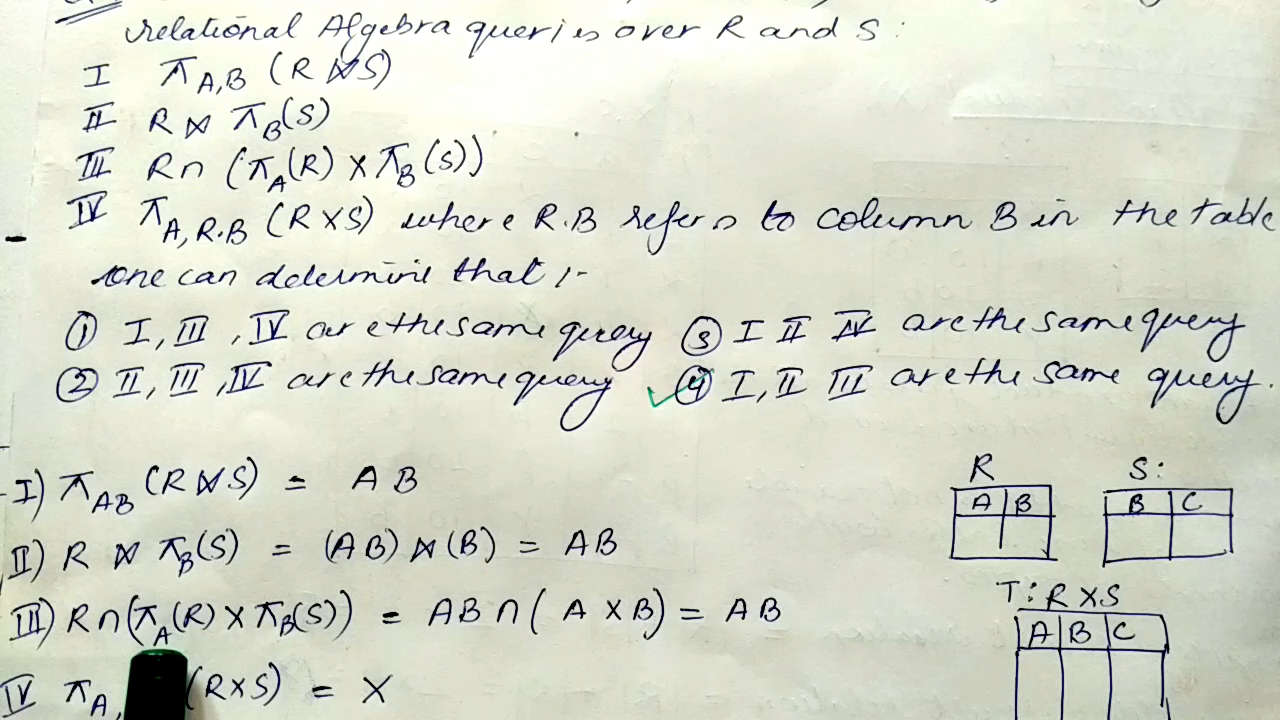 relational Algebra queries over R and S:
I π A,B (R ⋈ S)
II R ⋈ π B (S)
III R ∩ (π A (R) × π B (S))
IV π A, R.B (R × S) where R.B refers to column B in the table
one can determine that :-
① I, III, IV are the same query ③ I II IV are the same query
② II, III, IV are the same query ④ I, II III are the same query.
I) π AB (R ⋈ S) = AB
II) R ⋈ π B (S) = (AB) ⋈ (B) = AB
III) R ∩ (π A (R) × π B (S)) = AB ∩ (A × B) = AB
IV π A, (R×S) = X
R S:
A B B C
T: R × S
A B C